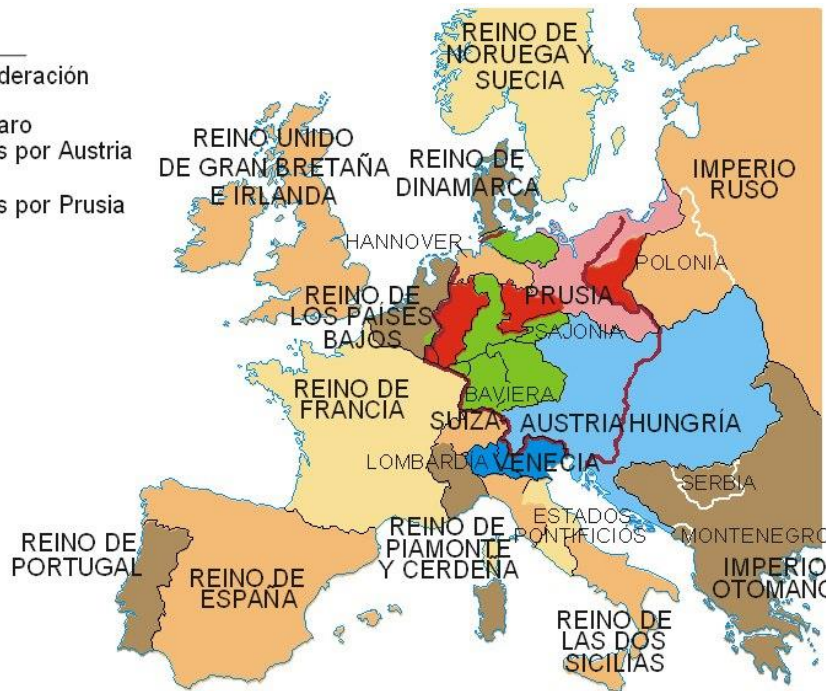 deración
aro
s por Austria
s por Prusia
REINO DE
NORUEGA Y
SUECIA
REINO UNIDO
DE GRAN BRETAÑA
E IRLANDA
REINO DE
DINAMARCA
IMPERIO
RUSO
HANNOVER
POLONIA
REINO DE
LOS PAÍSES
BAJOS
PRUSIA
SAJONIA
REINO DE
FRANCIA
BAVIERA
SUIZA
AUSTRIA HUNGRÍA
LOMBARDÍA
VENECIA
SERBIA
ESTADOS
PONTIFICIOS
MONTENEGRO
REINO DE
PORTUGAL
REINO DE
ESPAÑA
REINO DE
PIAMONTE
Y CERDEÑA
IMPERIO
OTOMANO
REINO DE
LAS DOS
SICILIAS